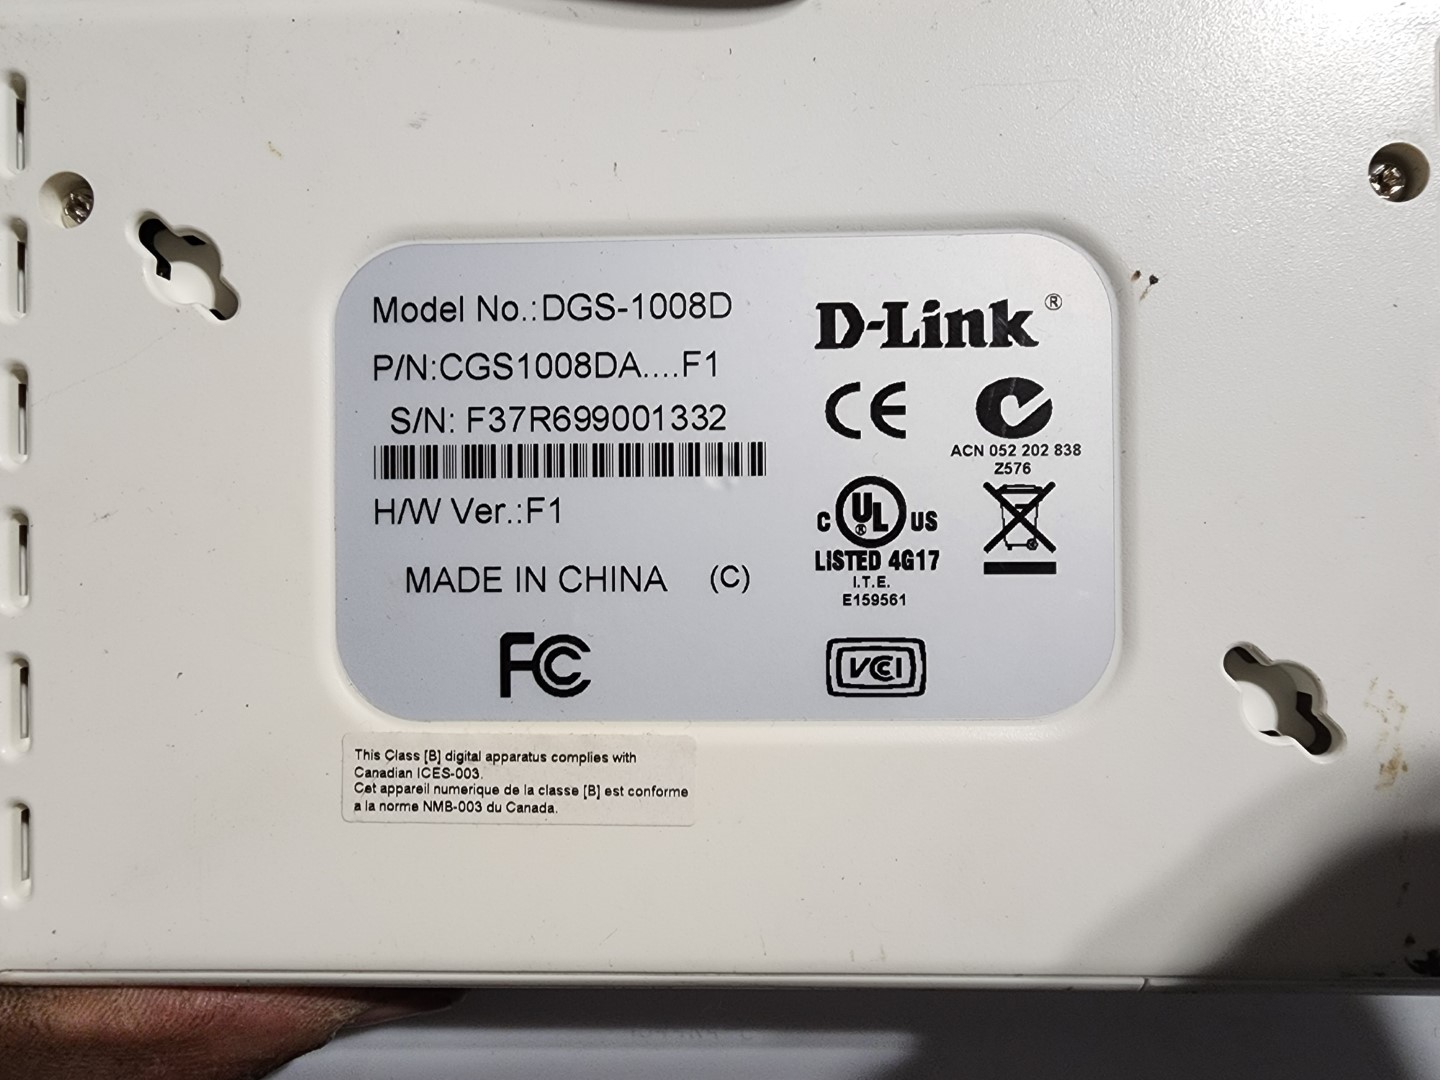 Model No.:DGS-1008D
P/N:CGS1008DA....F1
S/N: F37R699001332
H/W Ver.:F1
MADE IN CHINA (C)
FC
D-Link®
CE
ACN 052 202 838
Z576
C UL® US
LISTED 4G17
I.T.E.
E159561
VCI
This Class [B] digital apparatus complies with
Canadian ICES-003.
Cet appareil numerique de la classe [B] est conforme
a la norme NMB-003 du Canada.